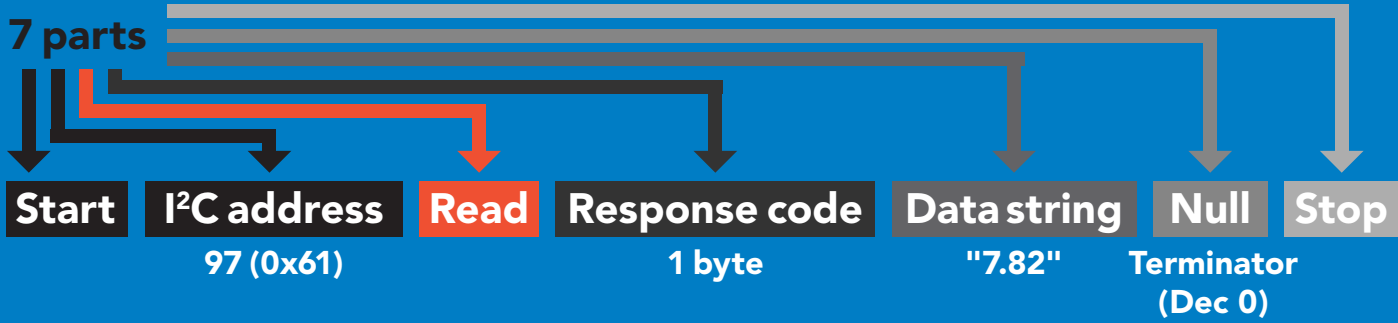 7 parts
Start I²C address Read Response code Data string Null Stop
97 (0x61) 1 byte "7.82" Terminator
(Dec 0)